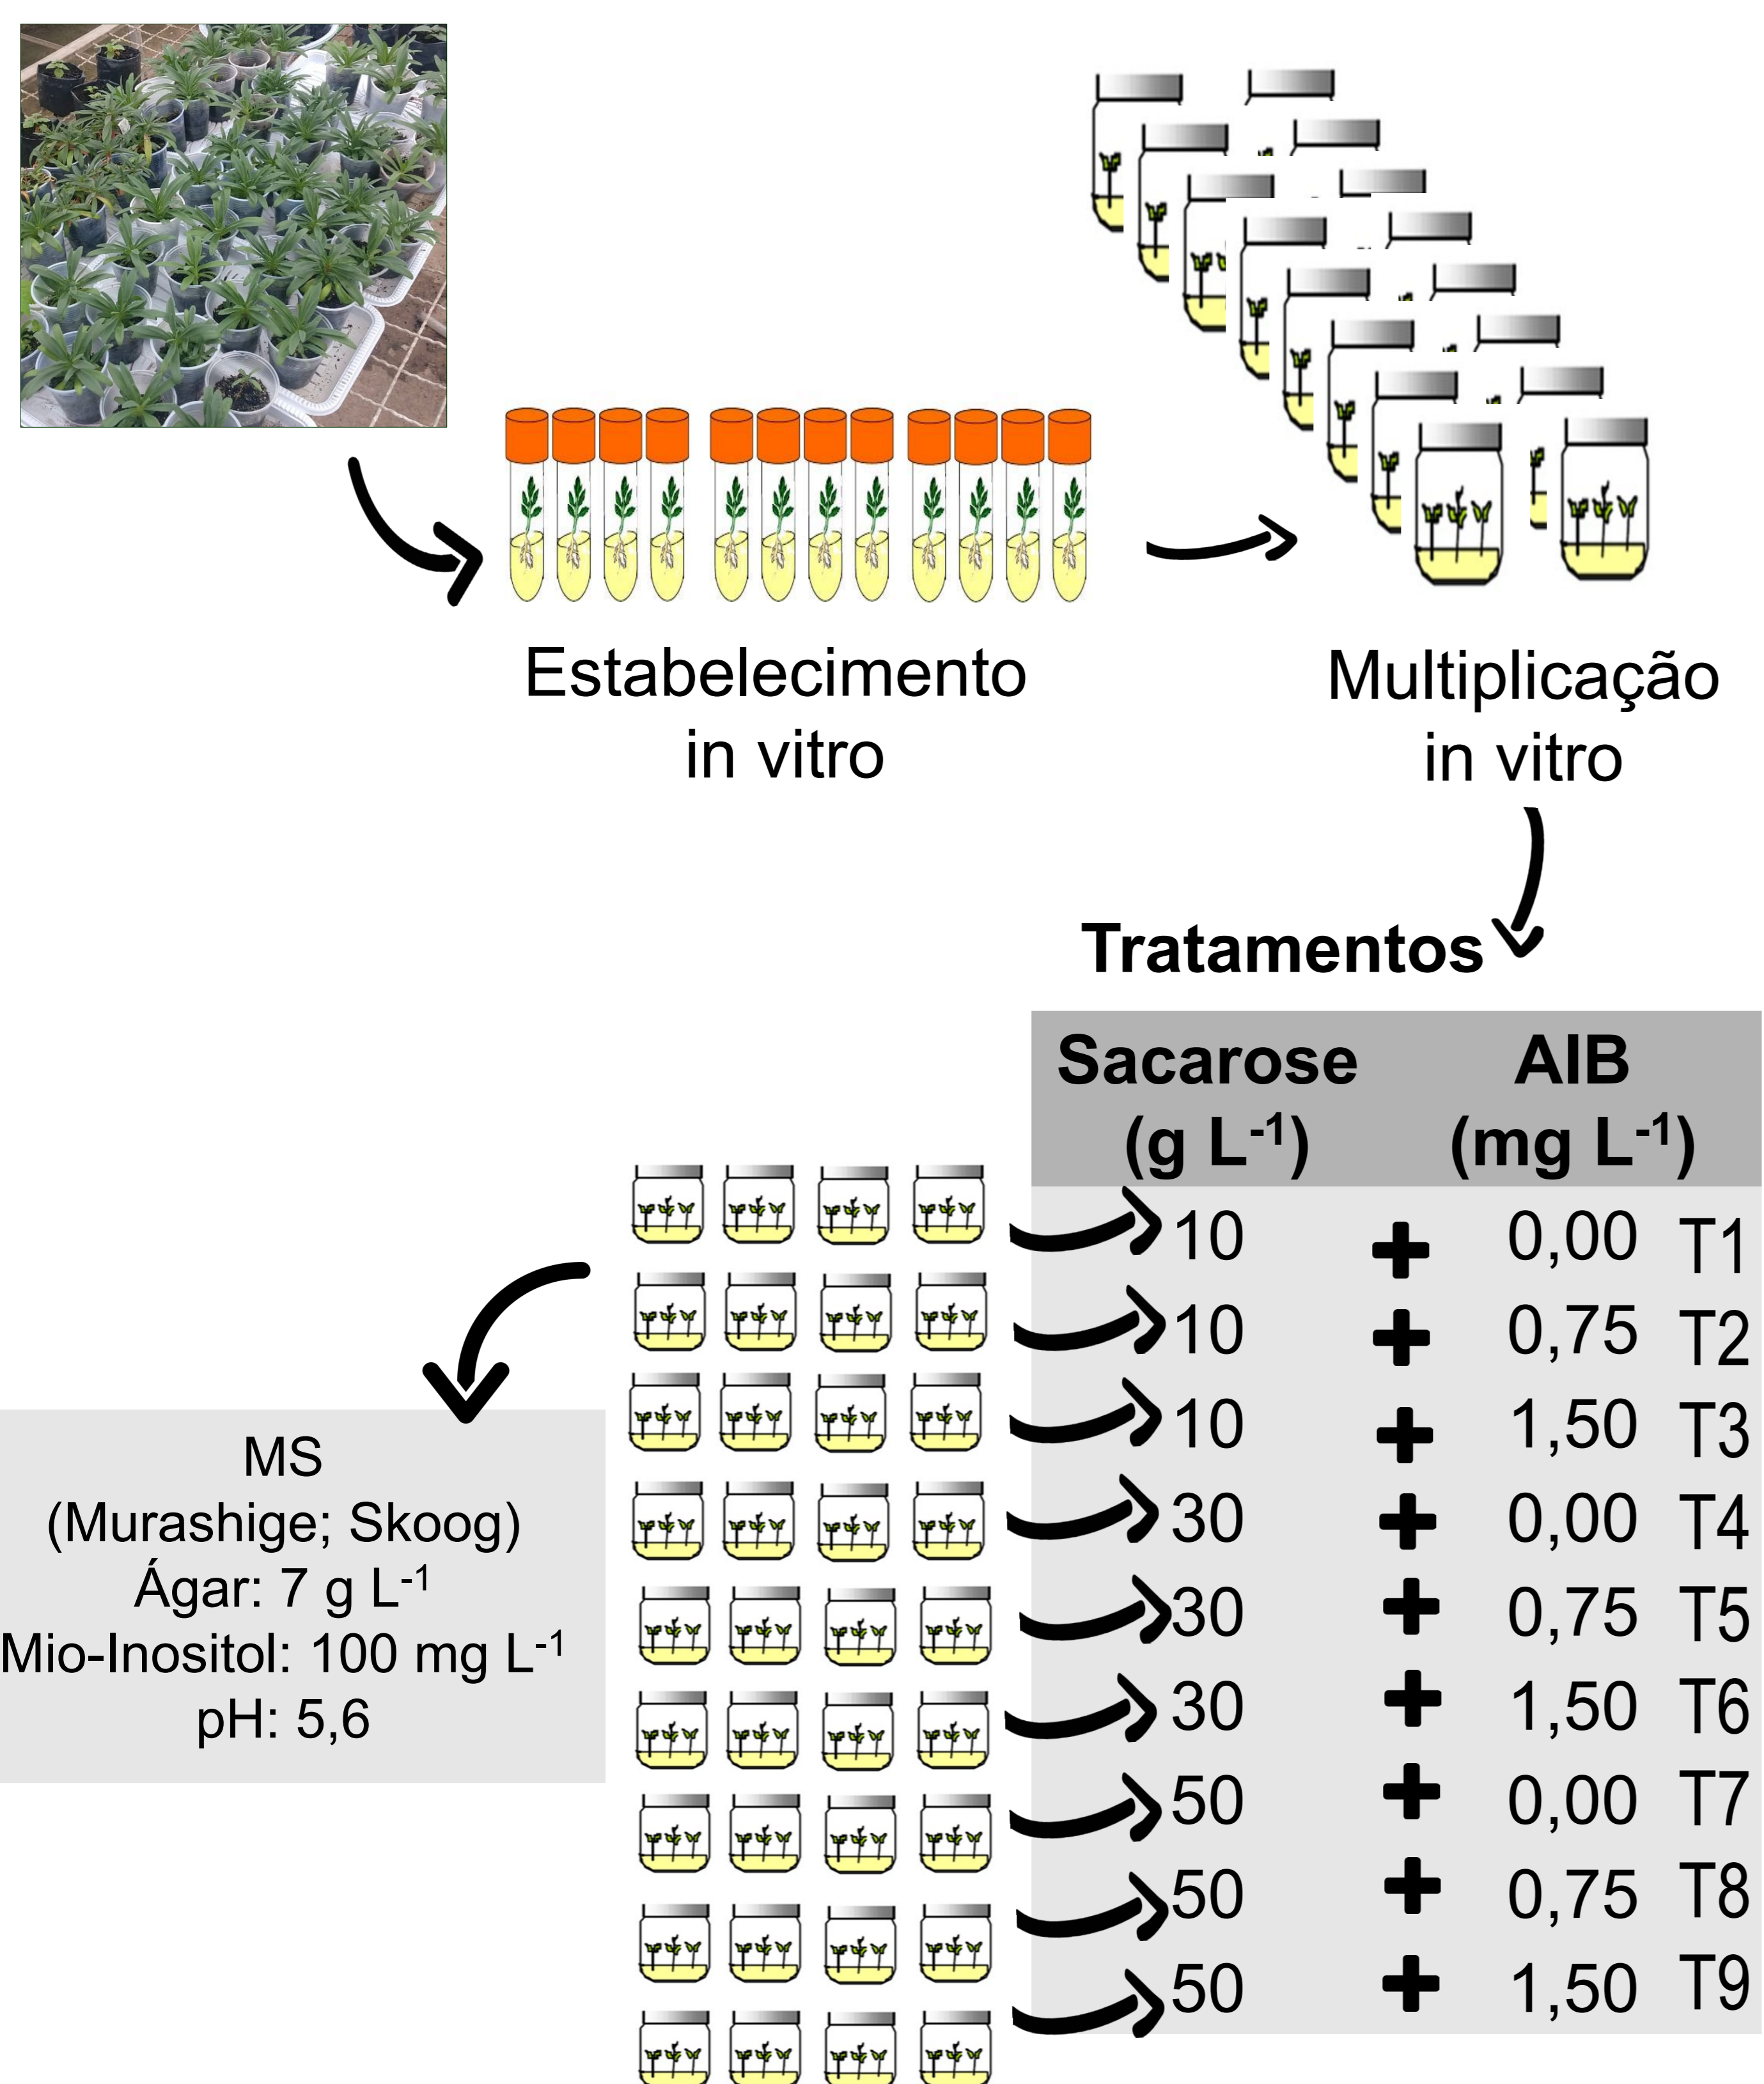 Estabelecimento
in vitro
Multiplicação
in vitro
Tratamentos
Sacarose AIB
(g L⁻¹) (mg L⁻¹)
10 + 0,00 T1
10 + 0,75 T2
10 + 1,50 T3
30 + 0,00 T4
30 + 0,75 T5
30 + 1,50 T6
50 + 0,00 T7
50 + 0,75 T8
50 + 1,50 T9
MS
(Murashige; Skoog)
Ágar: 7 g L⁻¹
Mio-Inositol: 100 mg L⁻¹
pH: 5,6